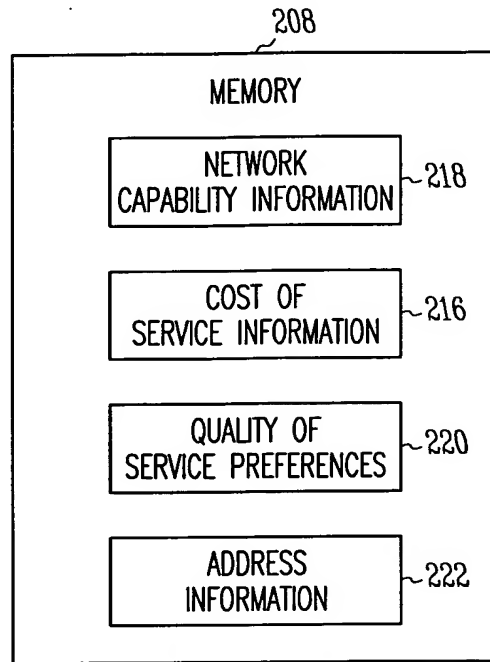 208
MEMORY
NETWORK
CAPABILITY INFORMATION
218
COST OF
SERVICE INFORMATION
216
QUALITY OF
SERVICE PREFERENCES
220
ADDRESS
INFORMATION
222